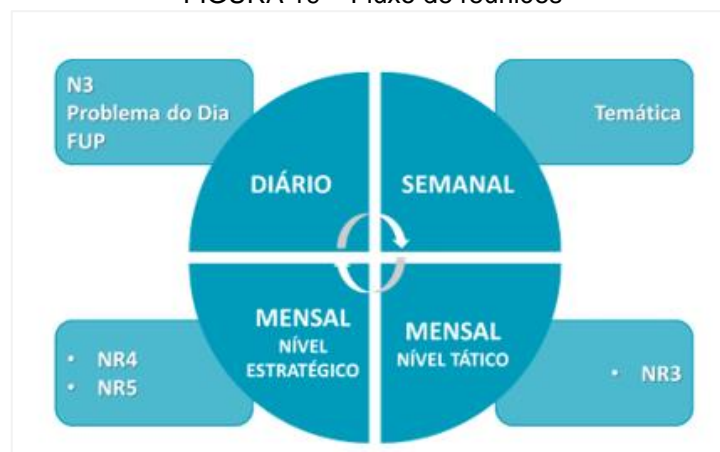 N3
Problema do Dia
FUP
Temática
DIÁRIO
SEMANAL
MENSAL
NÍVEL
ESTRATÉGICO
MENSAL
NÍVEL TÁTICO
• NR4
• NR5
• NR3